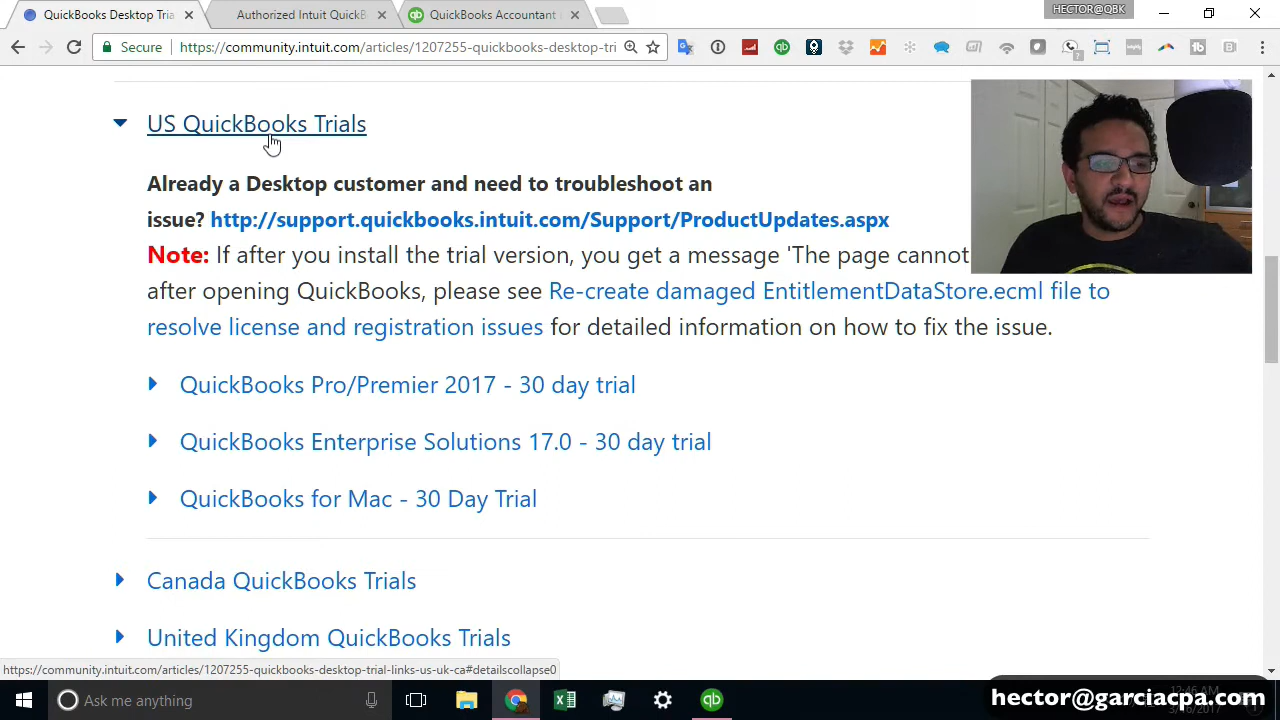 QuickBooks Desktop Tria
Authorized Intuit QuickB
QuickBooks Accountant
HECTOR@QBK
Secure
https://community.intuit.com/articles/1207255-quickbooks-desktop-tri
US QuickBooks Trials
Already a Desktop customer and need to troubleshoot an
issue? http://support.quickbooks.intuit.com/Support/ProductUpdates.aspx
Note: If after you install the trial version, you get a message 'The page cannot
after opening QuickBooks, please see Re-create damaged EntitlementDataStore.ecml file to
resolve license and registration issues for detailed information on how to fix the issue.
QuickBooks Pro/Premier 2017 - 30 day trial
QuickBooks Enterprise Solutions 17.0 - 30 day trial
QuickBooks for Mac - 30 Day Trial
Canada QuickBooks Trials
United Kingdom QuickBooks Trials
https://community.intuit.com/articles/1207255-quickbooks-desktop-trial-links-us-uk-ca#detailscollapse0
Ask me anything
12:46 AM
hector@garciacpa.com